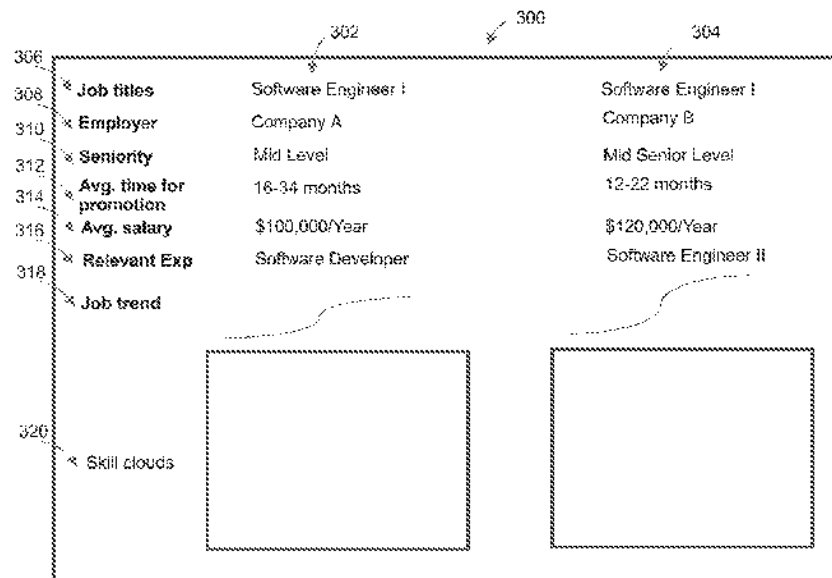 302
300
304
306
Job titles
Software Engineer I
Software Engineer I
308
Employer
Company A
Company B
310
Seniority
Mid Level
Mid Senior Level
312
Avg. time for
promotion
16-34 months
12-22 months
314
Avg. salary
$100,000/Year
$120,000/Year
316
Relevant Exp
Software Developer
Software Engineer II
318
Job trend
320
Skill clouds